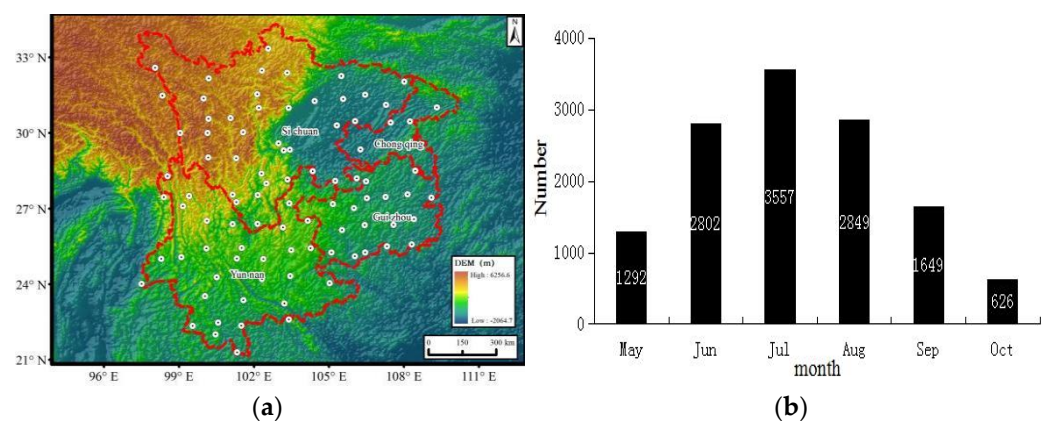 N
33° N
30° N
27° N
24° N
21° N
Si chuan
Chong qing
Gui zhou
Yun nan
DEM (m)
High : 6256.6
Low : -2064.7
0 150 300 km
96° E 99° E 102° E 105° E 108° E 111° E
(a)
Number
4000
3000
2000
1000
0
1292 2802 3557 2849 1649 626
May Jun Jul Aug Sep Oct
month
(b)